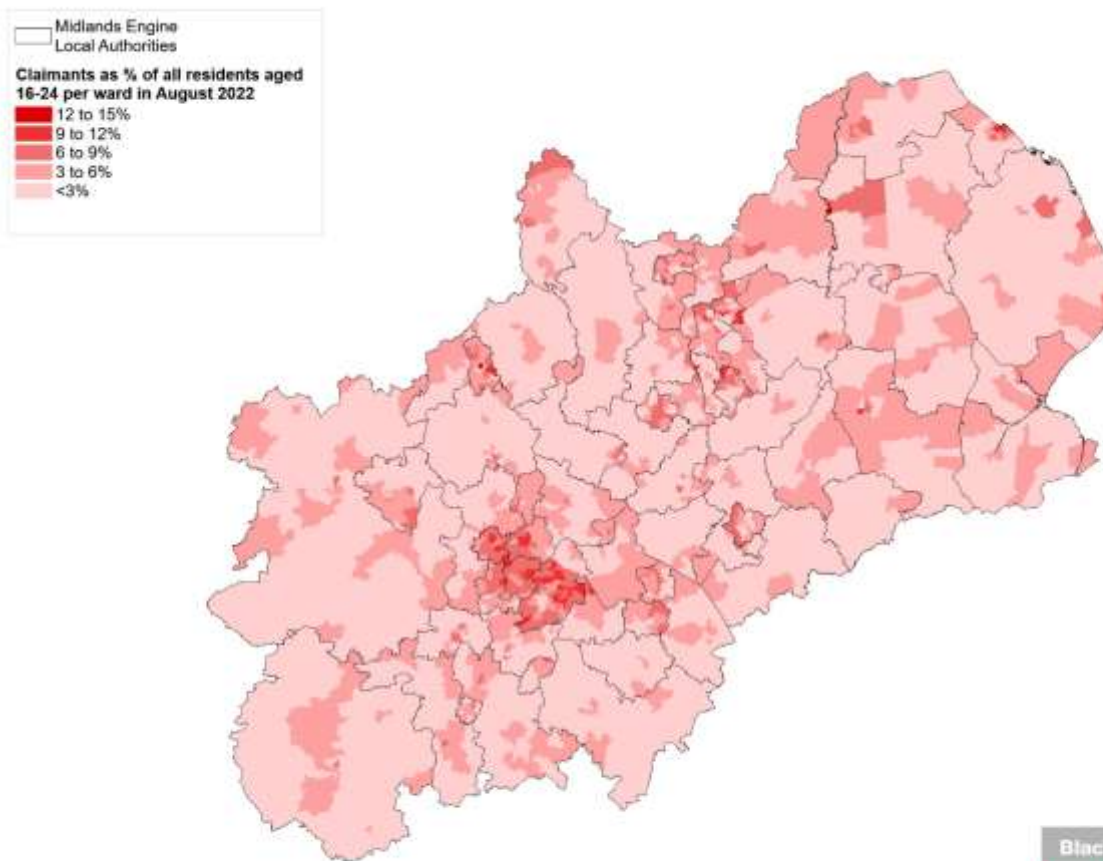 Midlands Engine
Local Authorities
Claimants as % of all residents aged
16-24 per ward in August 2022
12 to 15%
9 to 12%
6 to 9%
3 to 6%
<3%
Blac